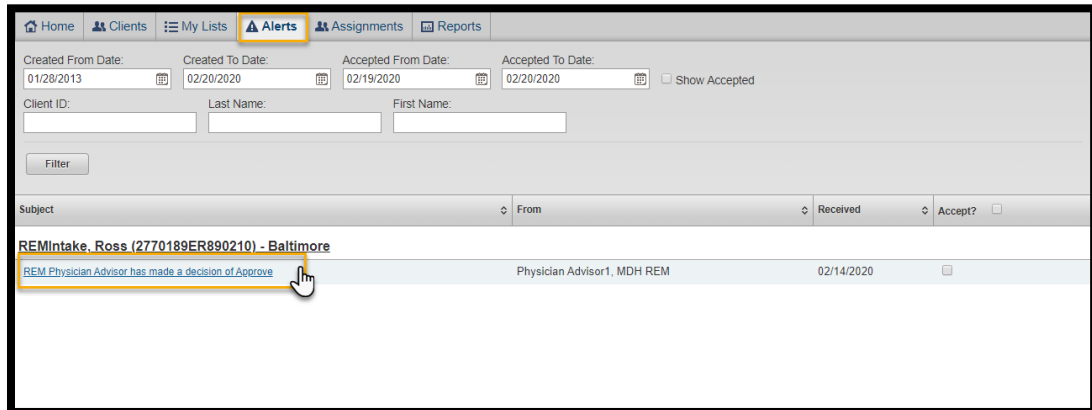 Home Clients My Lists Alerts Assignments Reports
Created From Date: Created To Date: Accepted From Date: Accepted To Date:
01/28/2013 02/20/2020 02/19/2020 02/20/2020 Show Accepted
Client ID: Last Name: First Name:
Filter
Subject From Received Accept?
REMIntake, Ross (2770189ER890210) - Baltimore
REM Physician Advisor has made a decision of Approve Physician Advisor1, MDH REM 02/14/2020